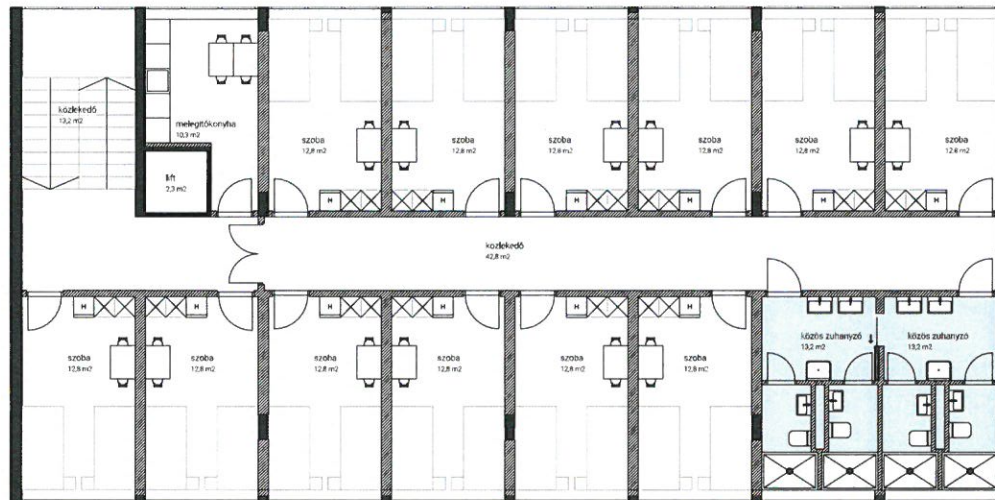 közlekedő
13,2 m2
melegítőkonyha
10,3 m2
lift
2,3 m2
szoba
12,8 m2
szoba
12,8 m2
szoba
12,8 m2
szoba
12,8 m2
szoba
12,8 m2
szoba
12,8 m2
H
H
H
H
H
H
közlekedő
42,8 m2
H
H
H
H
H
H
szoba
12,8 m2
szoba
12,8 m2
szoba
12,8 m2
szoba
12,8 m2
szoba
12,8 m2
szoba
12,8 m2
közös zuhanyzó
13,2 m2
közös zuhanyzó
13,2 m2